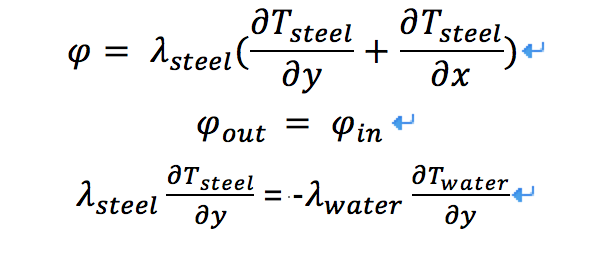 φ = λ_steel(∂T_steel/∂y + ∂T_steel/∂x)↵
φ_out = φ_in↵
λ_steel ∂T_steel/∂y = -λ_water ∂T_water/∂y↵